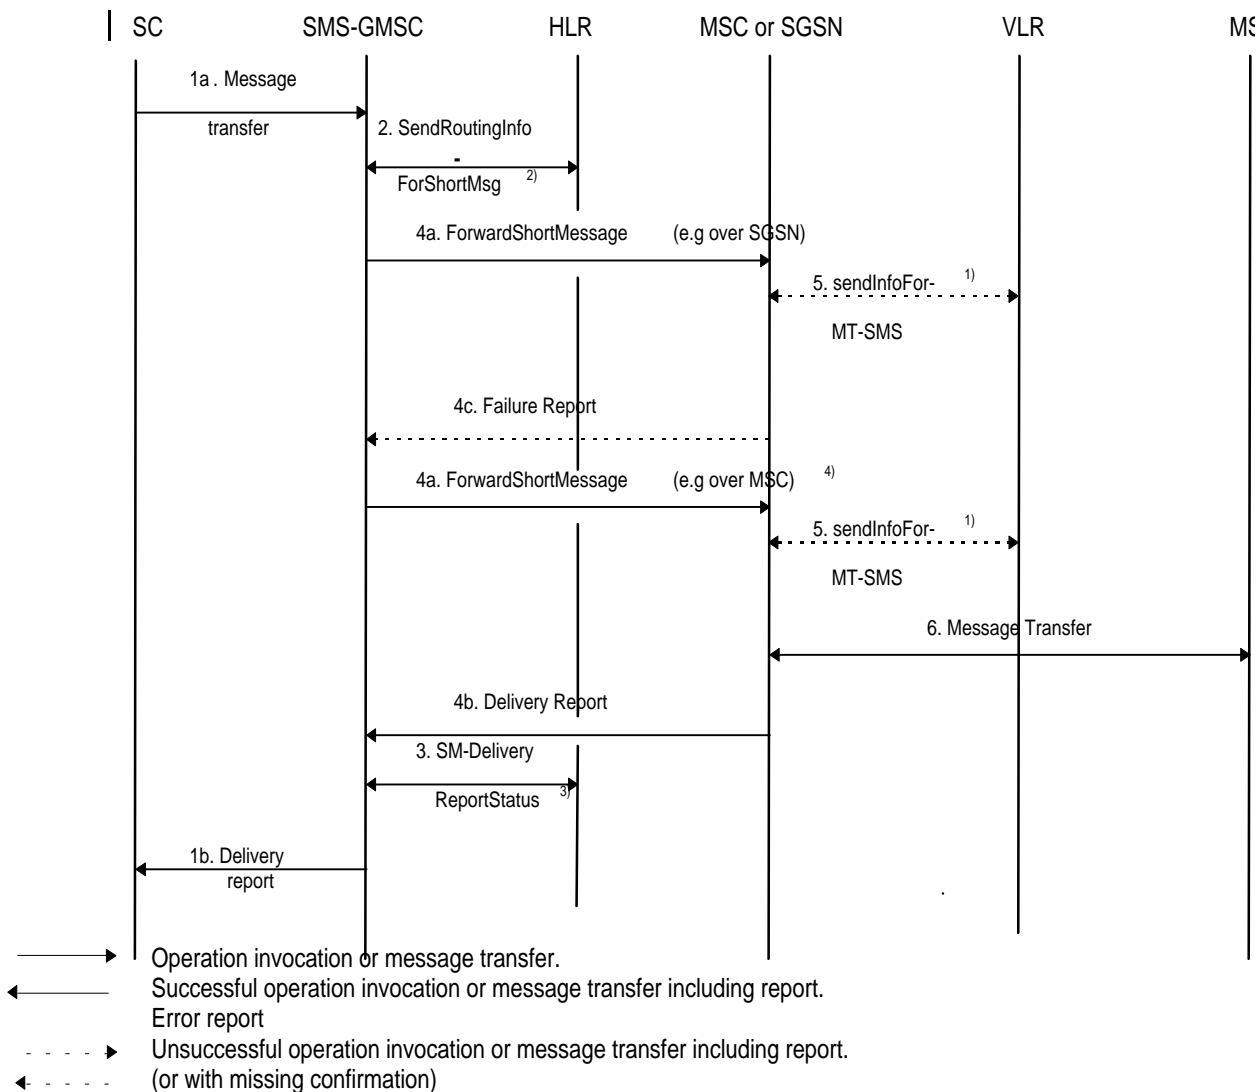 SC SMS-GMSC HLR MSC or SGSN VLR MS
1a . Message
transfer
2. SendRoutingInfo
-
ForShortMsg 2)
4a. ForwardShortMessage (e.g over SGSN)
5. sendInfoFor- 1)
MT-SMS
4c. Failure Report
4a. ForwardShortMessage (e.g over MSC) 4)
5. sendInfoFor- 1)
MT-SMS
6. Message Transfer
4b. Delivery Report
3. SM-Delivery
ReportStatus 3)
1b. Delivery
report
.
Operation invocation or message transfer.
Successful operation invocation or message transfer including report.
Error report
Unsuccessful operation invocation or message transfer including report.
(or with missing confirmation)